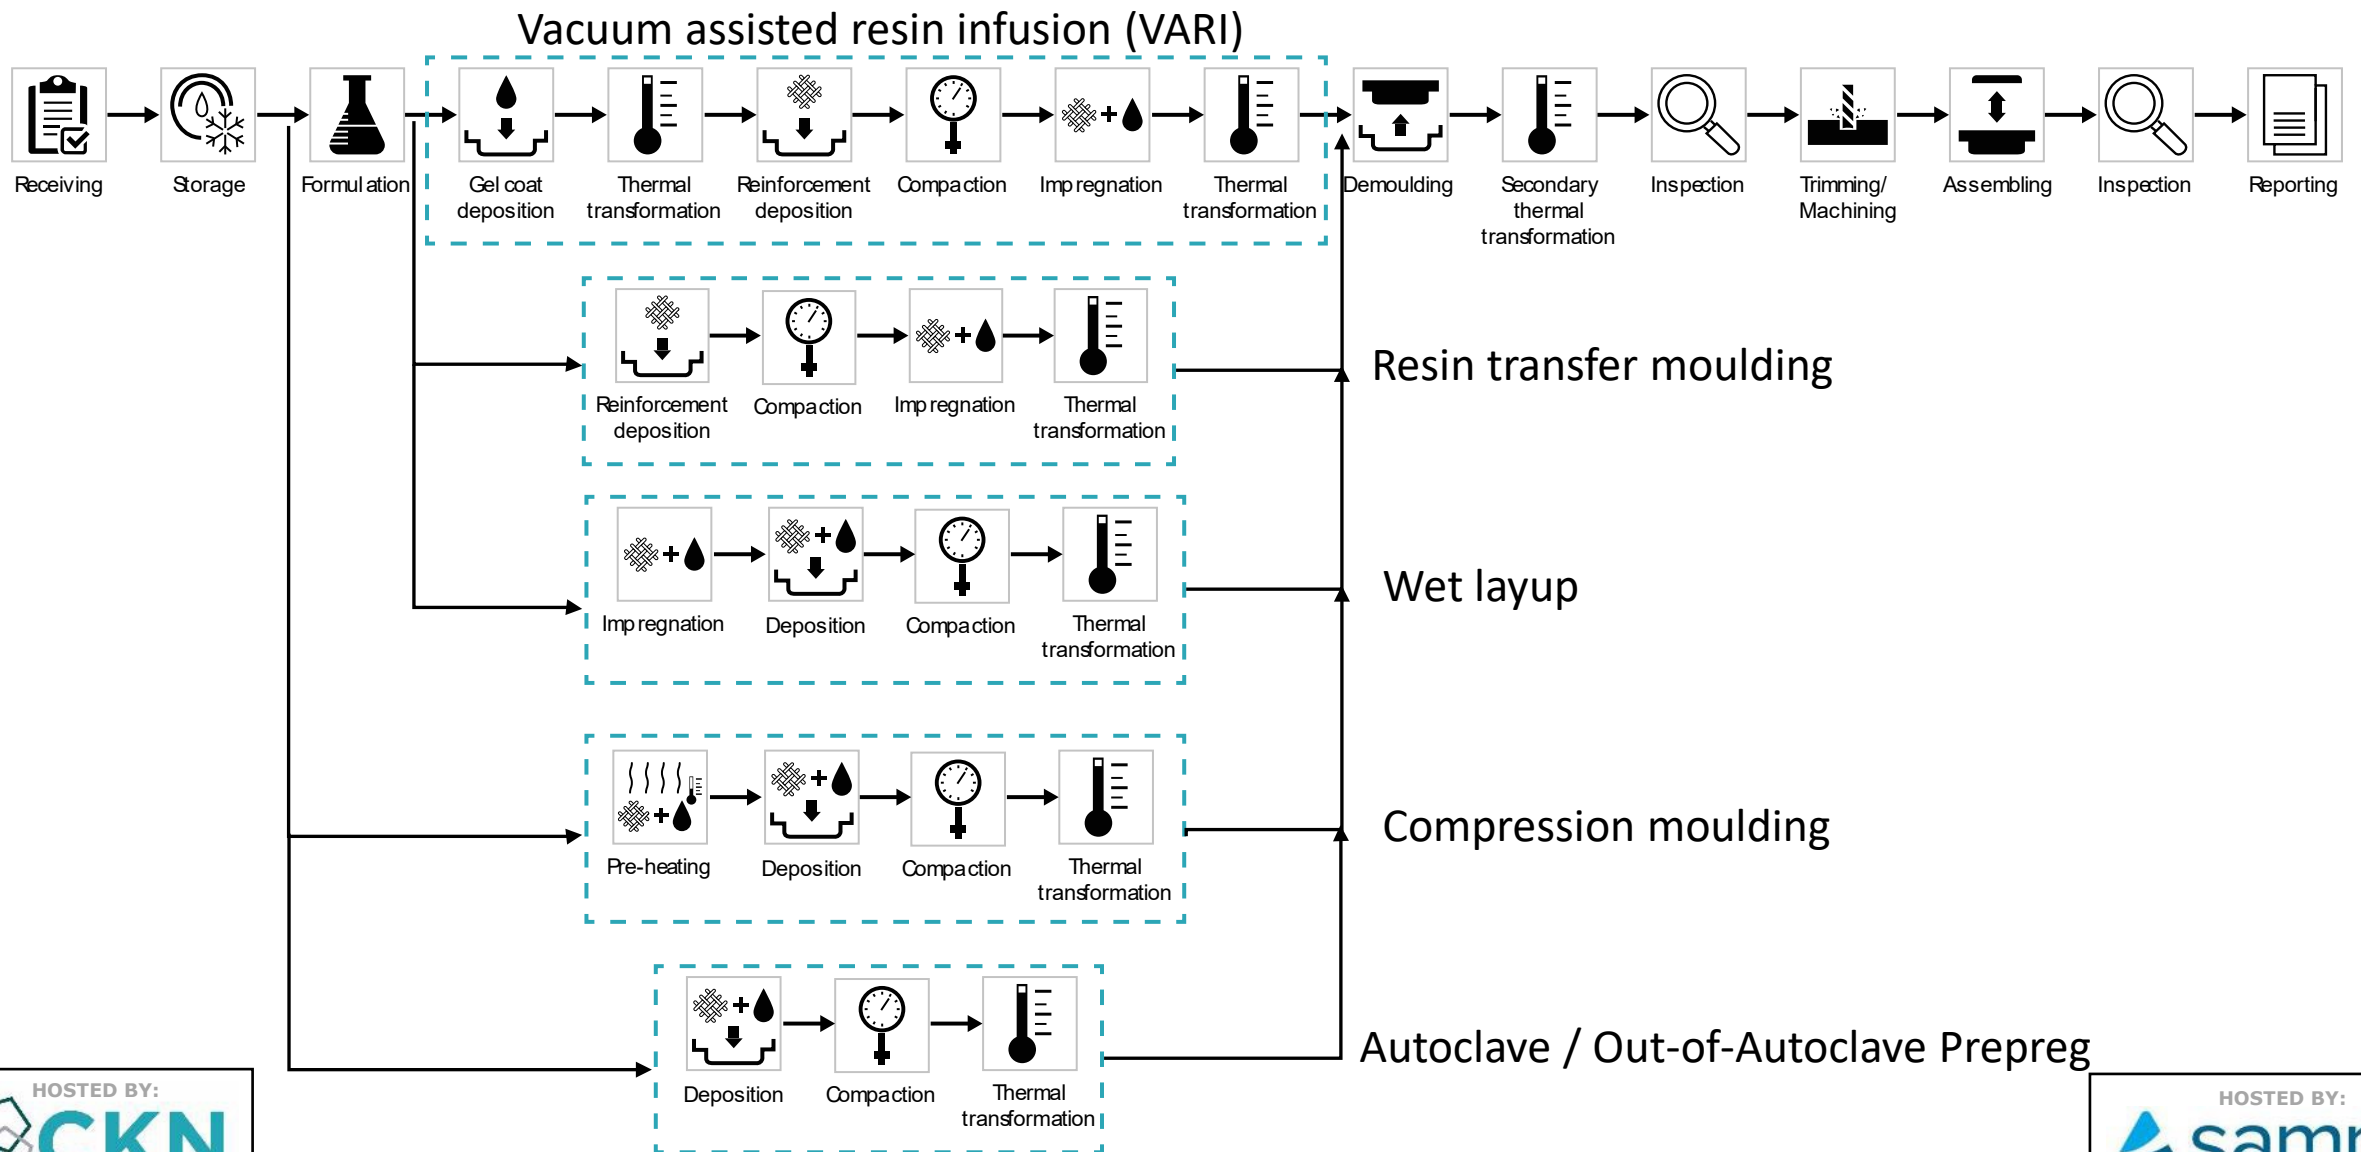 Vacuum assisted resin infusion (VARI)
Receiving
Storage
Formulation
Gel coat
deposition
Thermal
transformation
Reinforcement
deposition
Compaction
Impregnation
Thermal
transformation
Demoulding
Secondary
thermal
transformation
Inspection
Trimming/
Machining
Assembling
Inspection
Reporting
Reinforcement
deposition
Compaction
Impregnation
Thermal
transformation
Resin transfer moulding
Impregnation
Deposition
Compaction
Thermal
transformation
Wet layup
Pre-heating
Deposition
Compaction
Thermal
transformation
Compression moulding
Deposition
Compaction
Thermal
transformation
Autoclave / Out-of-Autoclave Prepreg
HOSTED BY:
CKN
HOSTED BY: